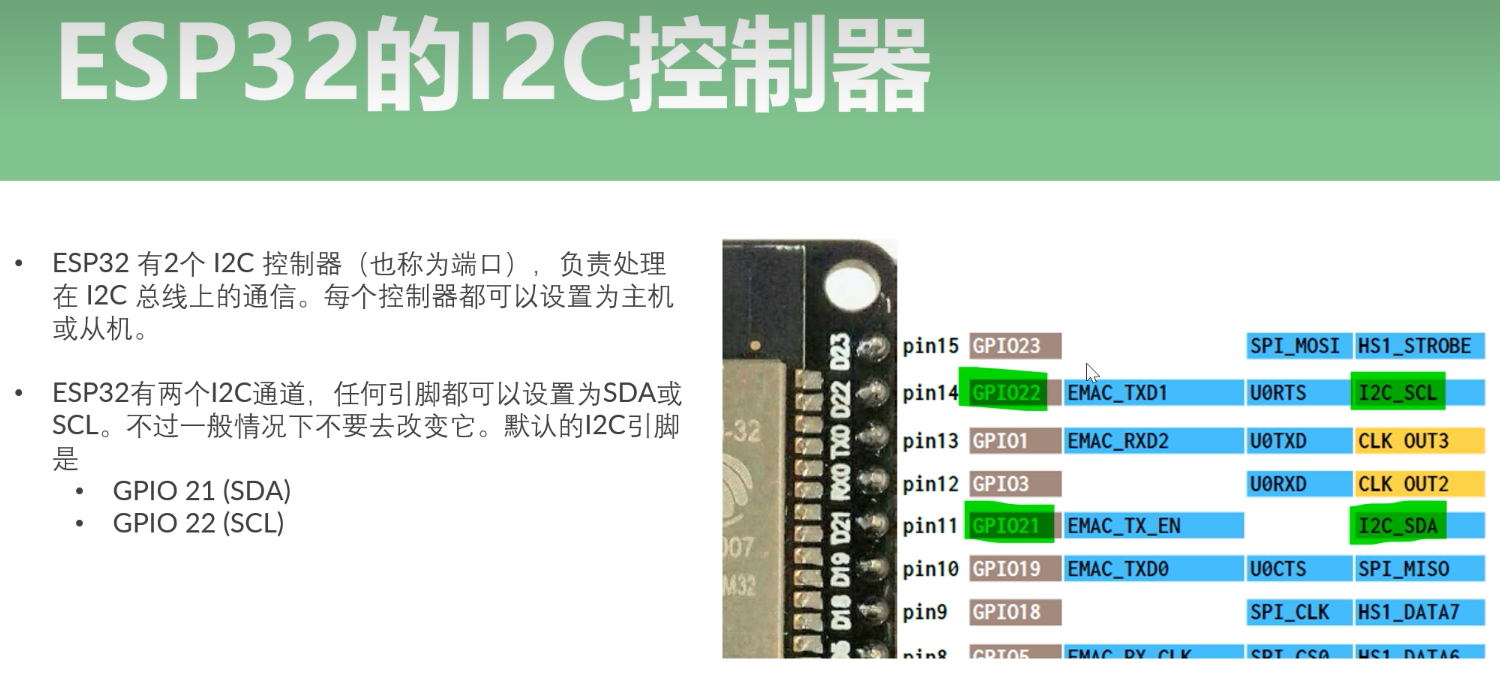 ESP32的I2C控制器
• ESP32 有2个 I2C 控制器（也称为端口），负责处理
在 I2C 总线上的通信。每个控制器都可以设置为主机
或从机。
• ESP32有两个I2C通道，任何引脚都可以设置为SDA或
SCL。不过一般情况下不要去改变它。默认的I2C引脚
是
• GPIO 21 (SDA)
• GPIO 22 (SCL)
1
D23 pin15 GPIO23 SPI_MOSI HS1_STROBE
D22 pin14 GPIO22 EMAC_TXD1 U0RTS I2C_SCL
-32
TX0 pin13 GPIO1 EMAC_RXD2 U0TXD CLK OUT3
RX0 pin12 GPIO3 U0RXD CLK OUT2
D21 pin11 GPIO21 EMAC_TX_EN I2C_SDA
007
D19 pin10 GPIO19 EMAC_TXD0 U0CTS SPI_MISO
M32
D18 pin9 GPIO18 SPI_CLK HS1_DATA7
pin8 GPIO5 EMAC_RX_CLK SPI_CS0 HS1_DATA6